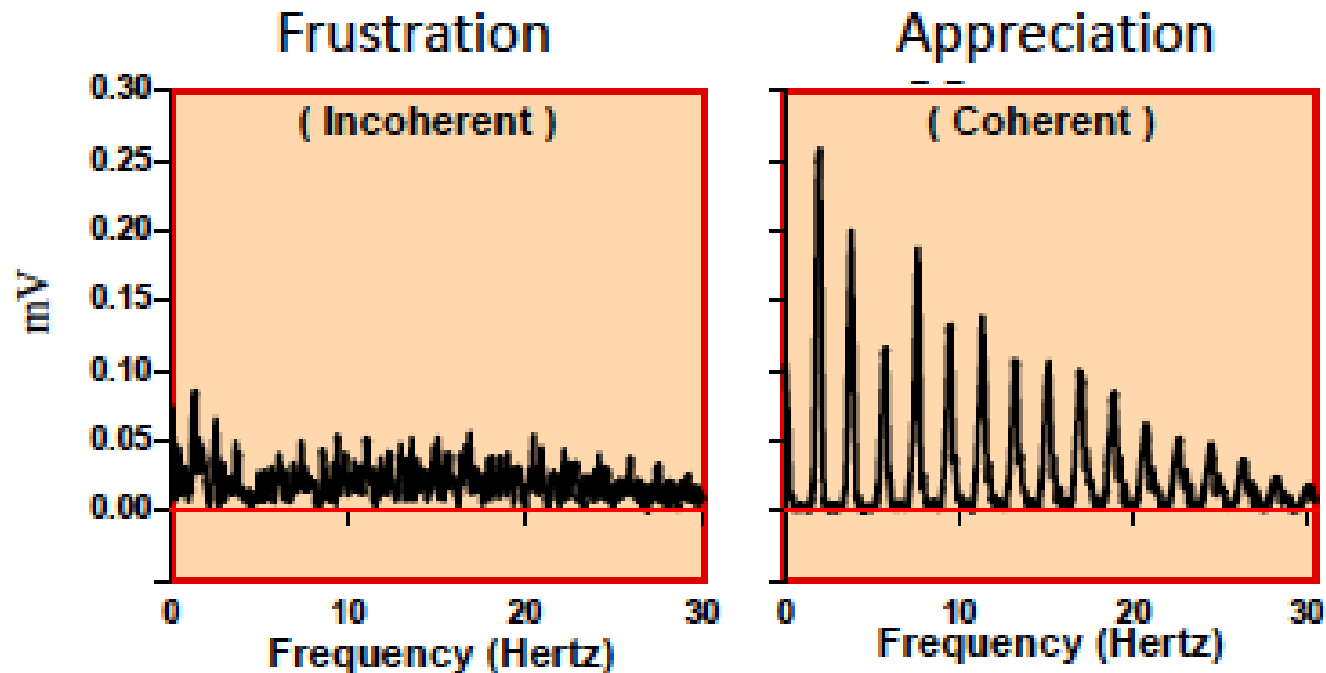 Frustration
Appreciation
( Incoherent )
( Coherent )
mV
0.30
0.25
0.20
0.15
0.10
0.05
0.00
0 10 20 30
0 10 20 30
Frequency (Hertz)
Frequency (Hertz)